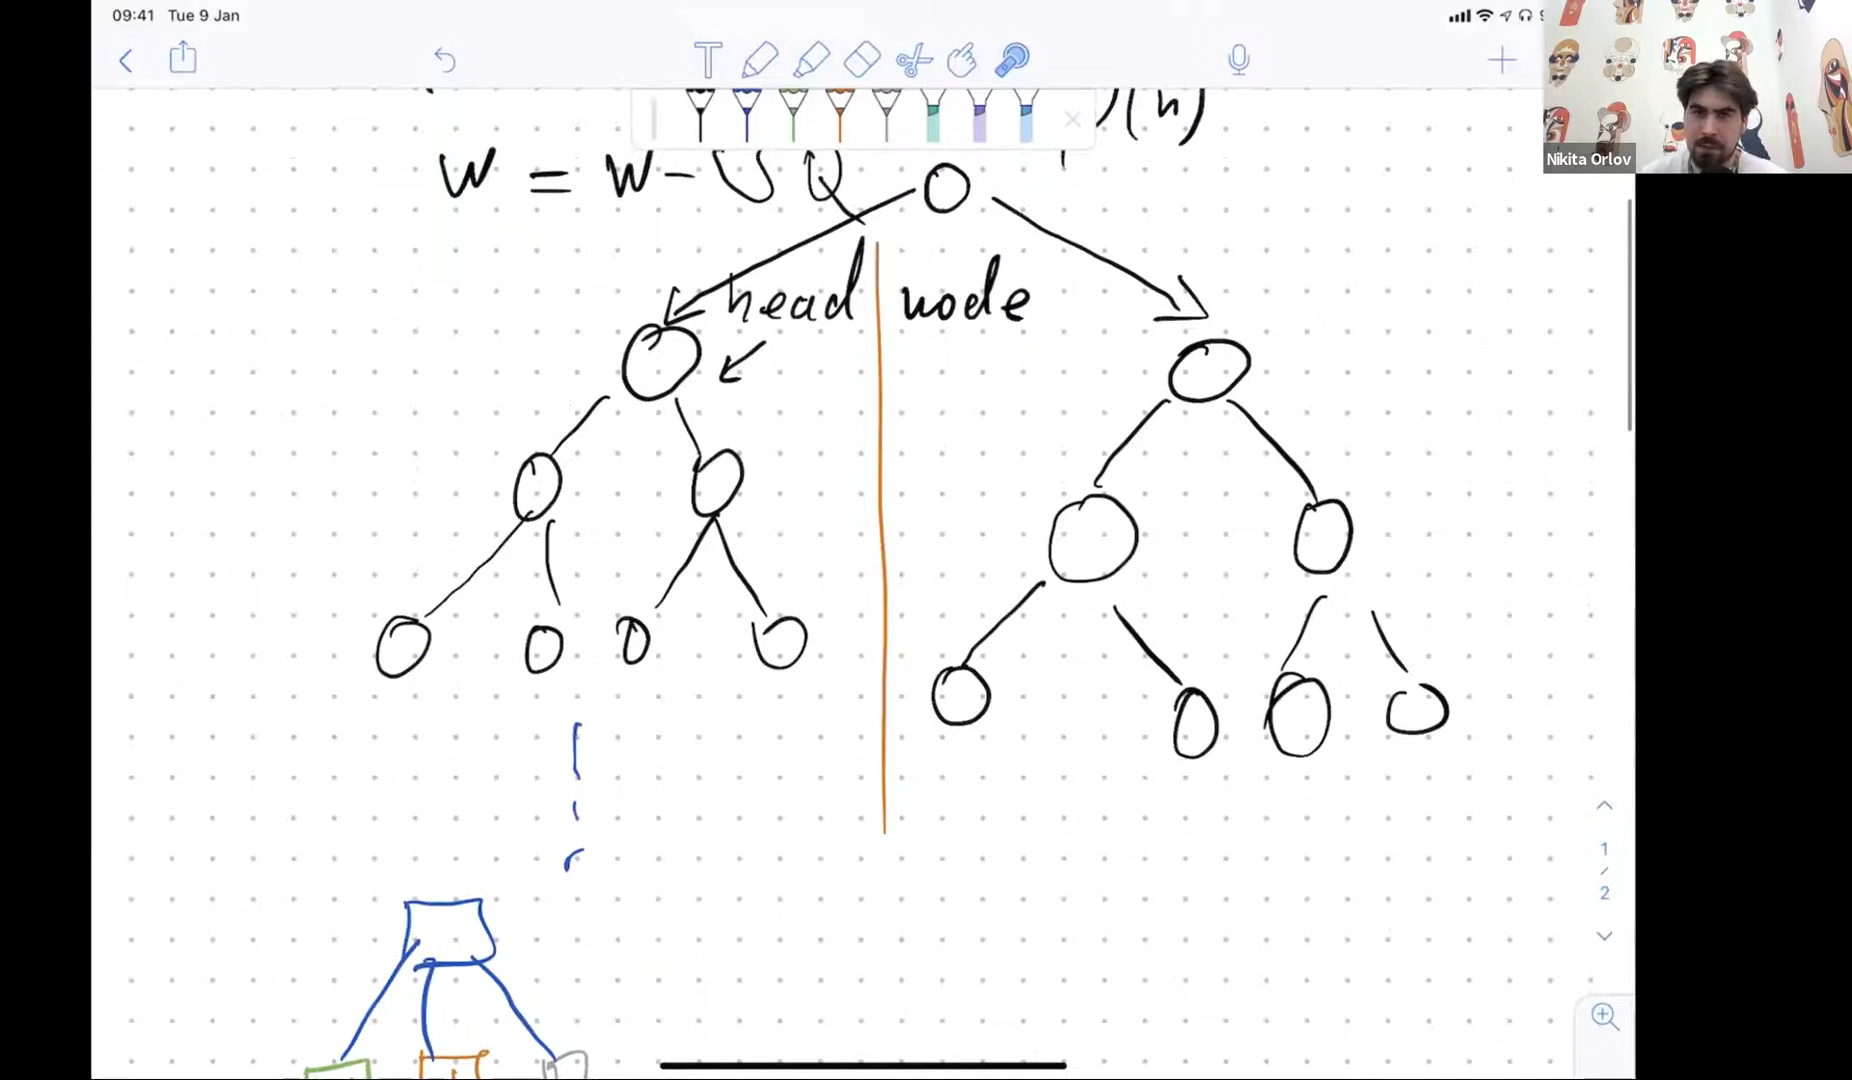 09:41 Tue 9 Jan
)(n)
W = W -
head node
Nikita Orlov
1
/
2